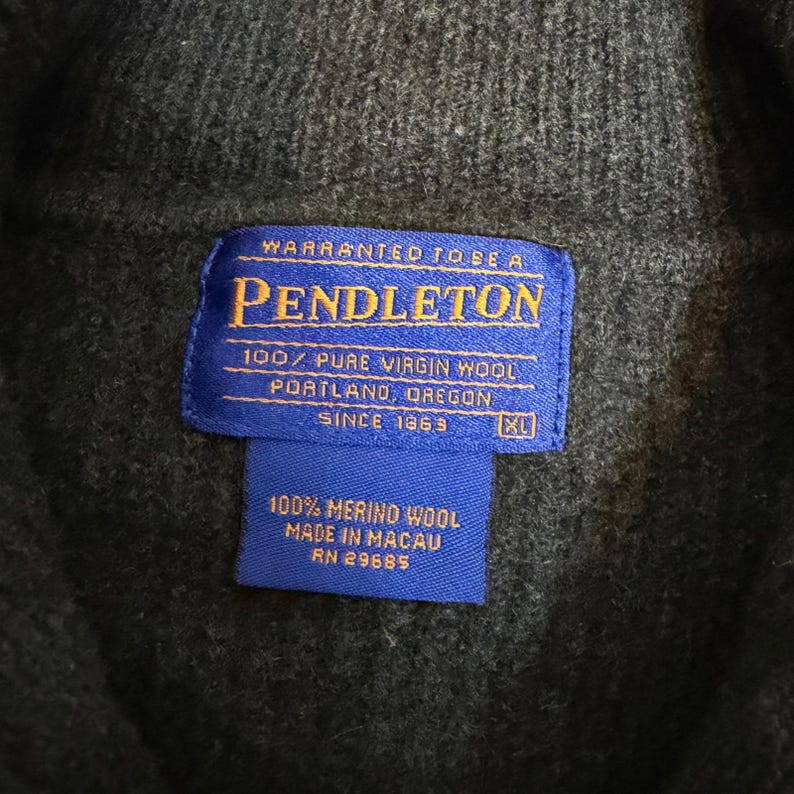 WARRANTED TO BE A
PENDLETON
100% PURE VIRGIN WOOL
PORTLAND, OREGON
SINCE 1863 XL
100% MERINO WOOL
MADE IN MACAU
RN 29685